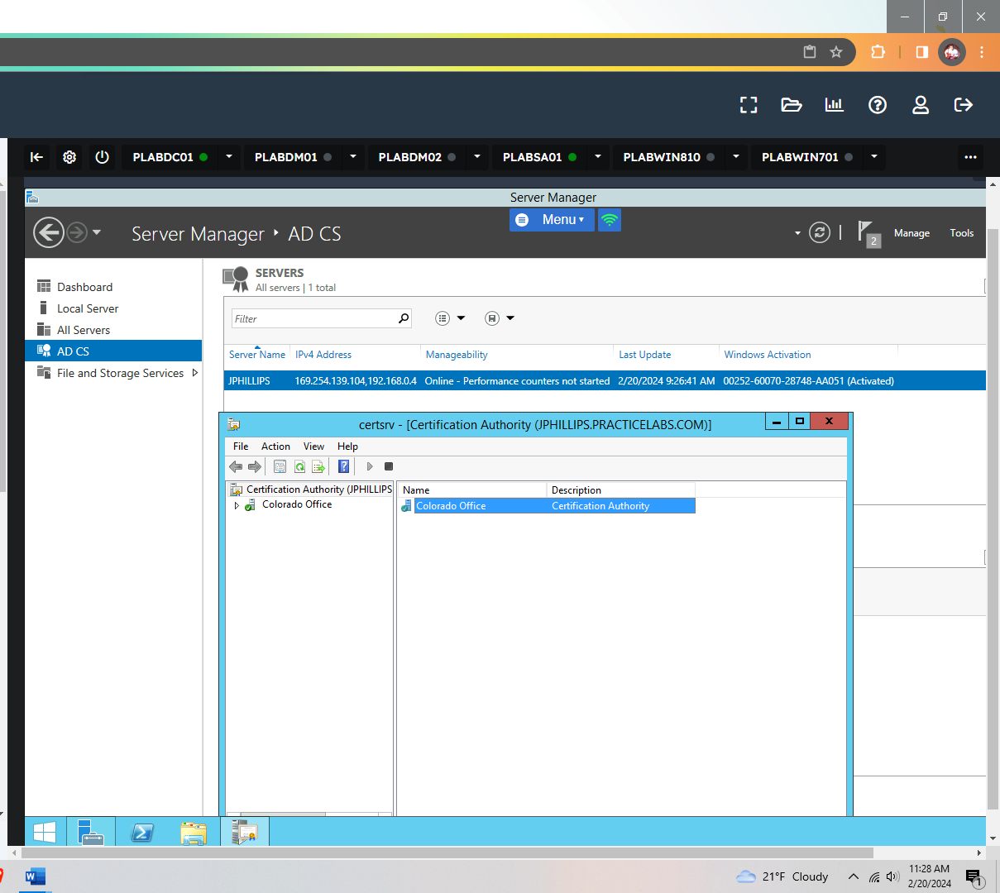 PLABDC01
PLABDM01
PLABDM02
PLABSA01
PLABWIN810
PLABWIN701
Server Manager
Menu
Server Manager
AD CS
2
Manage
Tools
Dashboard
Local Server
All Servers
AD CS
File and Storage Services
SERVERS
All servers | 1 total
Filter
Server Name IPv4 Address Manageability Last Update Windows Activation
JPHILLIPS 169.254.139.104,192.168.0.4 Online - Performance counters not started 2/20/2024 9:26:41 AM 00252-60070-28748-AA051 (Activated)
certsrv - [Certification Authority (JPHILLIPS.PRACTICELABS.COM)]
File Action View Help
Certification Authority (JPHILLIPS
Colorado Office
Name Description
Colorado Office Certification Authority
21°F Cloudy
11:28 AM
2/20/2024
1